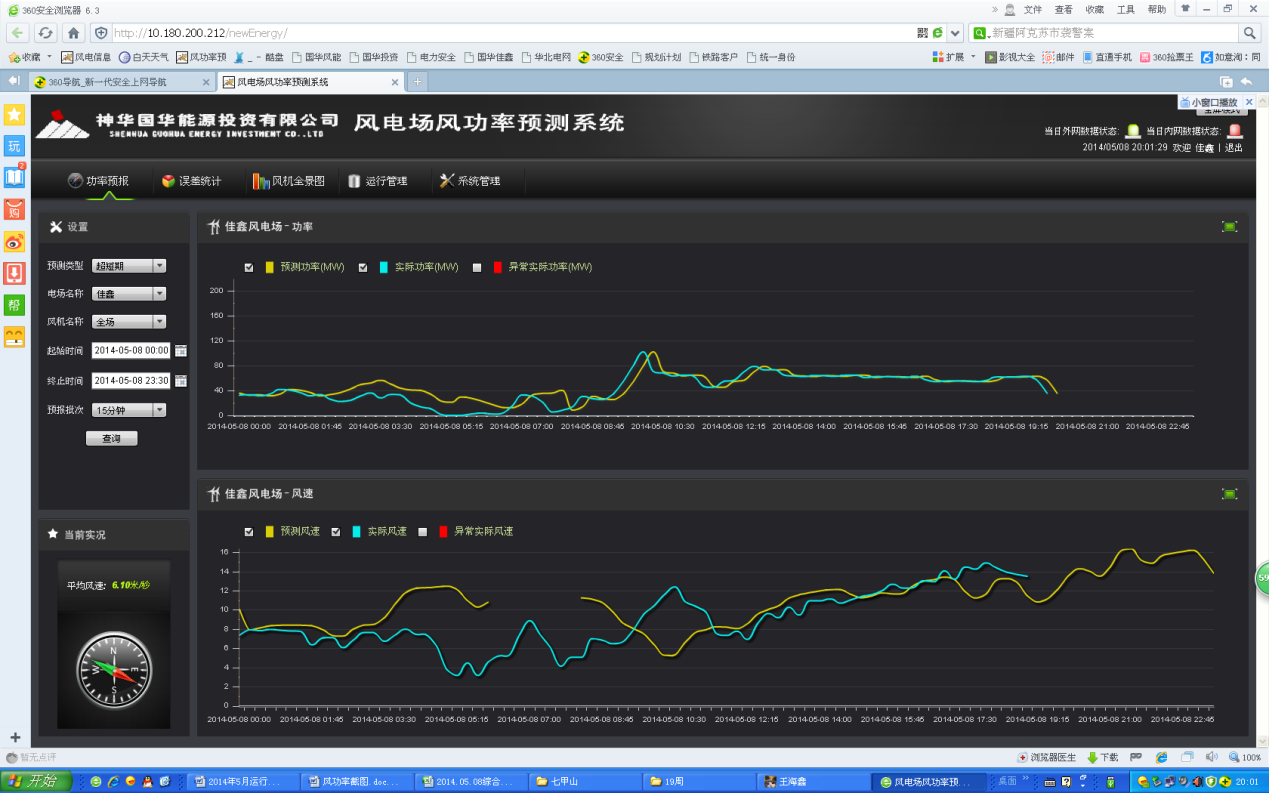 360安全浏览器 6.3
» 文件 查看 收藏 工具 帮助
http://10.180.200.212/newEnergy/
新疆阿克苏市袭警案
收藏 风电信息 白天天气 风功率预 _ - 酷盘 国华风能 国华投资 电力安全 国华佳鑫 华北电网 360安全 规划计划 铁路客户 统一身份
扩展 影视大全 邮件 直通手机 360抢票王 如意淘：同
360导航_新一代安全上网导航
风电场风功率预测系统
小窗口播放
神华国华能源投资有限公司
SHENHUA GUOHUA ENERGY INVESTMENT CO.,LTD
风电场风功率预测系统
当日外网数据状态: 当日内网数据状态:
2014/05/08 20:01:29 欢迎 佳鑫 | 退出
玩
2
购
帮
功率预报 误差统计 风机全景图 运行管理 系统管理
设置
预测类型 超短期
电场名称 佳鑫
风机名称 全场
起始时间 2014-05-08 00:00
终止时间 2014-05-08 23:30
预报批次 15分钟
查询
佳鑫风电场 - 功率
预测功率(MW) 实际功率(MW) 异常实际功率(MW)
200
160
120
80
40
0
2014-05-08 00:00 2014-05-08 01:45 2014-05-08 03:30 2014-05-08 05:15 2014-05-08 07:00 2014-05-08 08:45 2014-05-08 10:30 2014-05-08 12:15 2014-05-08 14:00 2014-05-08 15:45 2014-05-08 17:30 2014-05-08 19:15 2014-05-08 21:00 2014-05-08 22:45
佳鑫风电场 - 风速
预测风速 实际风速 异常实际风速
16
14
12
10
8
6
4
2
0
2014-05-08 00:00 2014-05-08 01:45 2014-05-08 03:30 2014-05-08 05:15 2014-05-08 07:00 2014-05-08 08:45 2014-05-08 10:30 2014-05-08 12:15 2014-05-08 14:00 2014-05-08 15:45 2014-05-08 17:30 2014-05-08 19:15 2014-05-08 21:00 2014-05-08 22:45
当前实况
平均风速: 6.10米/秒
N
W E
S
59
暂无点评
浏览器医生 下载 100%
开始
2014年5月运行...
风功率截图.doc...
2014.05.08综合...
七甲山
19周
王海鑫
风电场风功率预...
桌面 »
20:01